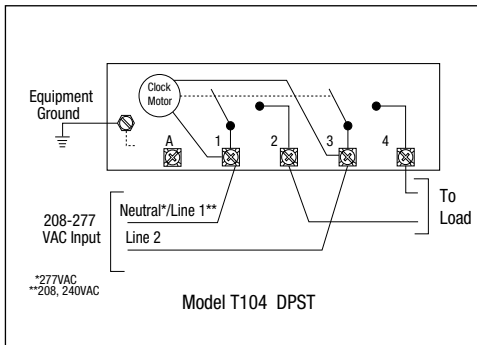 Clock
Motor
Equipment
Ground
A 1 2 3 4
To
Load
Neutral*/Line 1**
208-277
VAC Input
Line 2
*277VAC
**208, 240VAC
Model T104 DPST